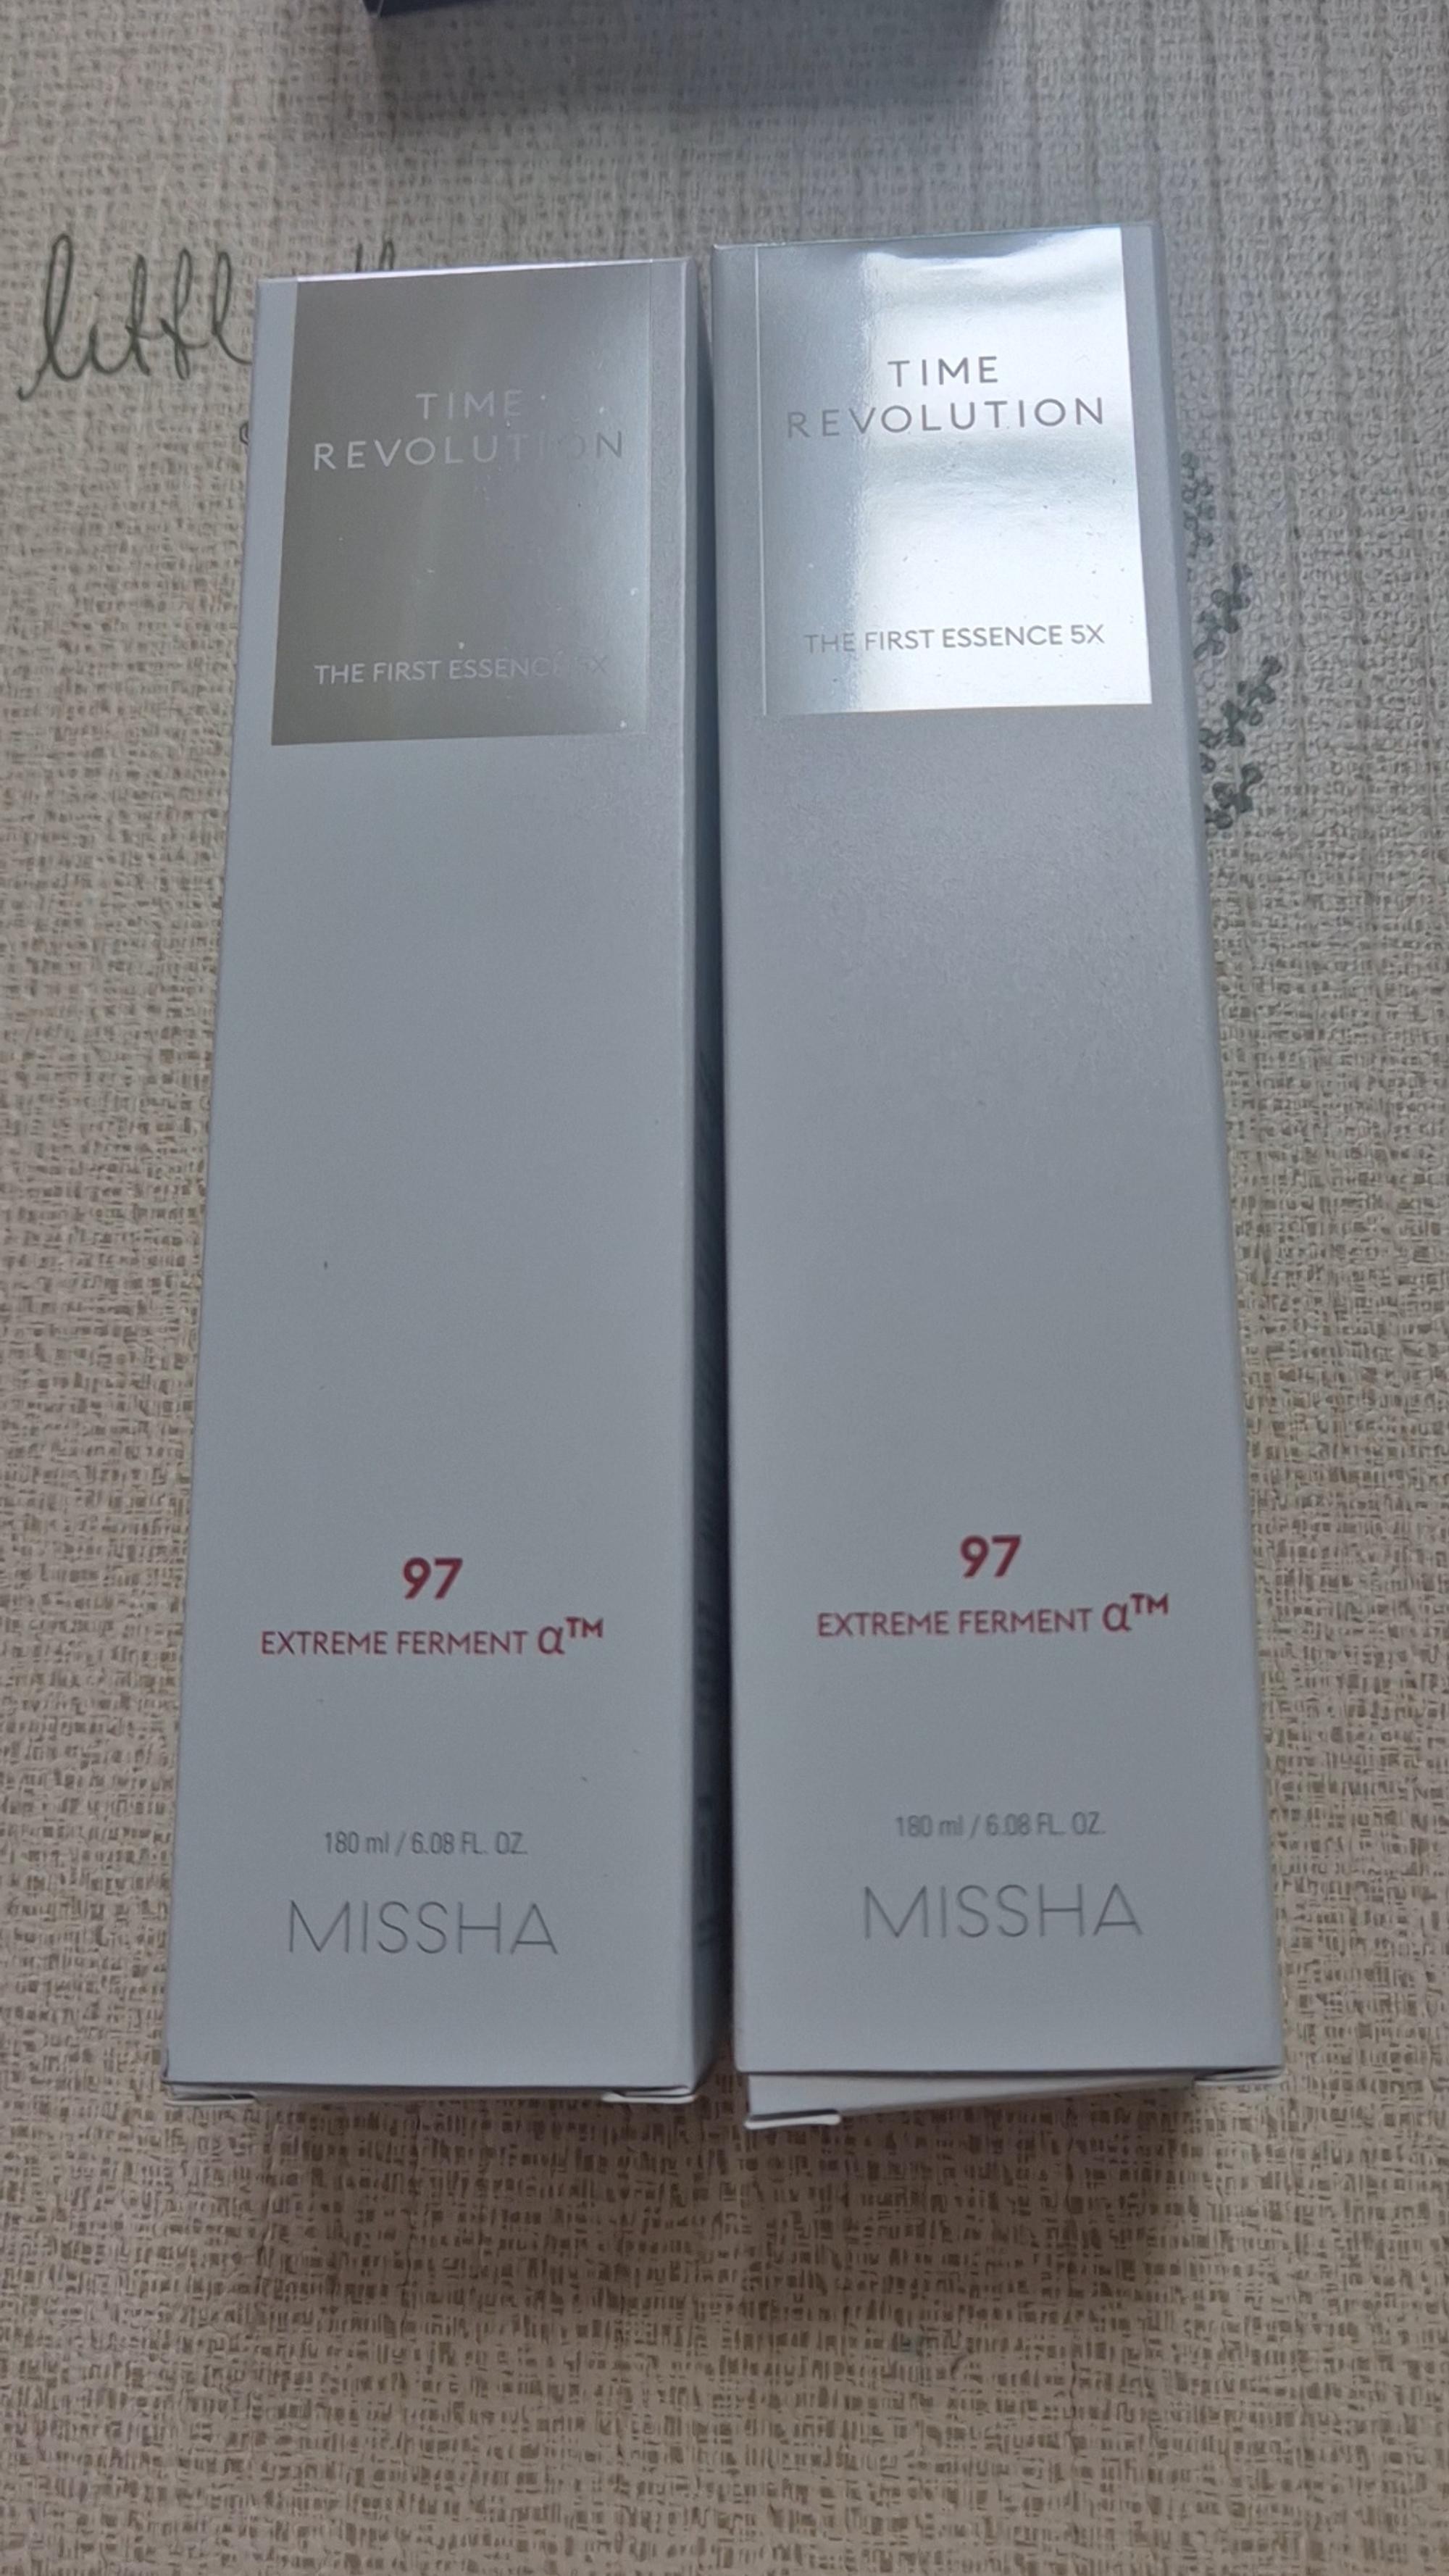 TIME
REVOLUTION
THE FIRST ESSENCE 5X
97
EXTREME FERMENT α™
180 ml / 6.08 FL. OZ.
MISSHA
TIME
REVOLUTION
THE FIRST ESSENCE 5X
97
EXTREME FERMENT α™
180 ml / 6.08 FL. OZ.
MISSHA